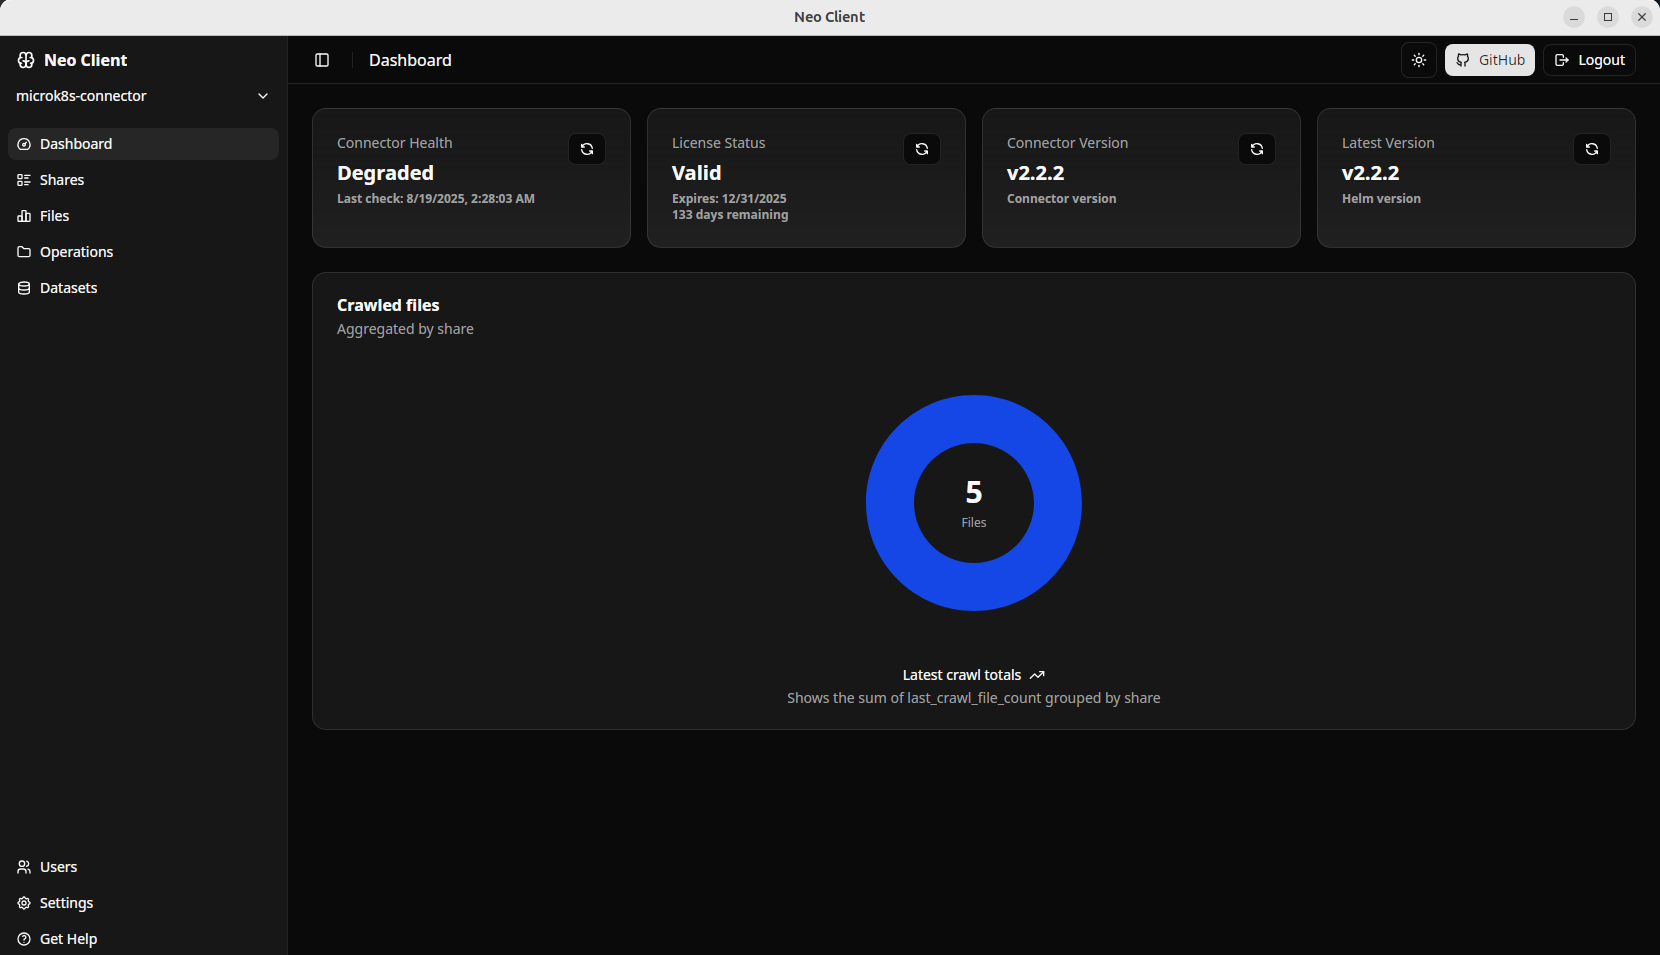 Neo Client
Neo Client
microk8s-connector
Dashboard
Shares
Files
Operations
Datasets
Users
Settings
Get Help
Dashboard
GitHub
Logout
Connector Health
Degraded
Last check: 8/19/2025, 2:28:03 AM
License Status
Valid
Expires: 12/31/2025
133 days remaining
Connector Version
v2.2.2
Connector version
Latest Version
v2.2.2
Helm version
Crawled files
Aggregated by share
5
Files
Latest crawl totals
Shows the sum of last_crawl_file_count grouped by share